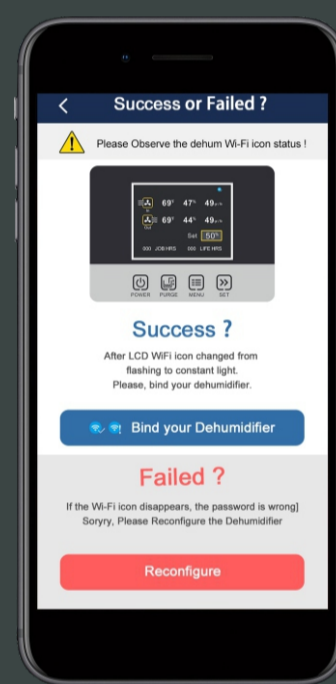 Success or Failed ?
Please Observe the dehum Wi-Fi icon status !
69° 47% 49
69° 44% 49
Set 50%
000 JOB HRS 000 LIFE HRS
POWER PURGE MENU SET
Success ?
After LCD WiFi icon changed from
flashing to constant light.
Please, bind your dehumidifier.
Bind your Dehumidifier
Failed ?
If the Wi-Fi icon disappears, the password is wrong]
Soryry, Please Reconfigure the Dehumidifier
Reconfigure